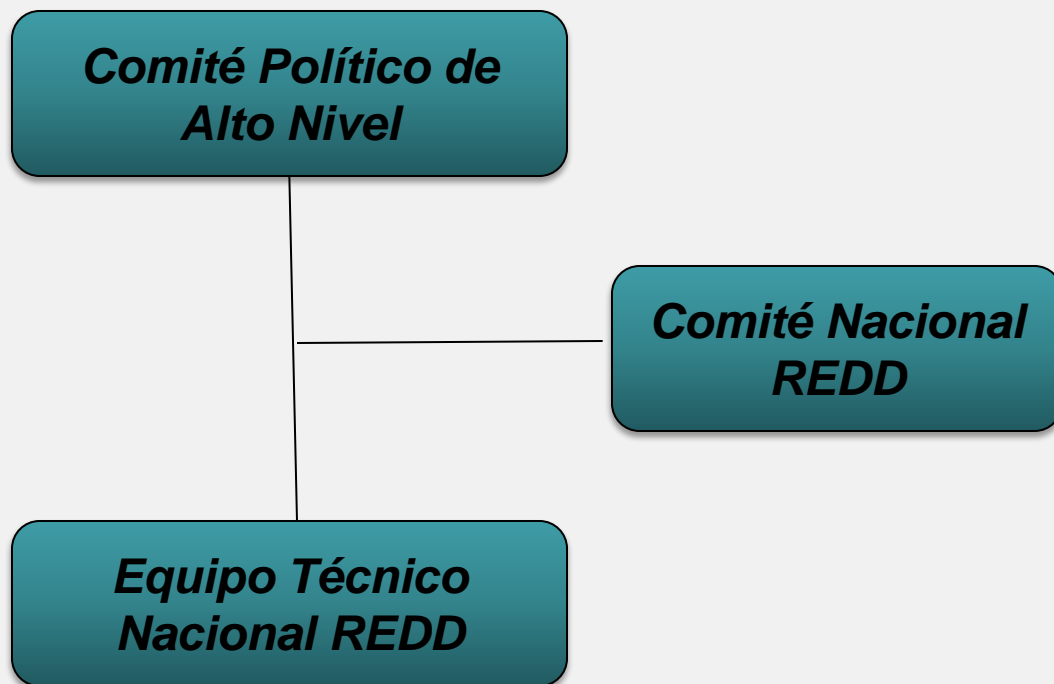 Comité Político de
Alto Nivel
Comité Nacional
REDD
Equipo Técnico
Nacional REDD